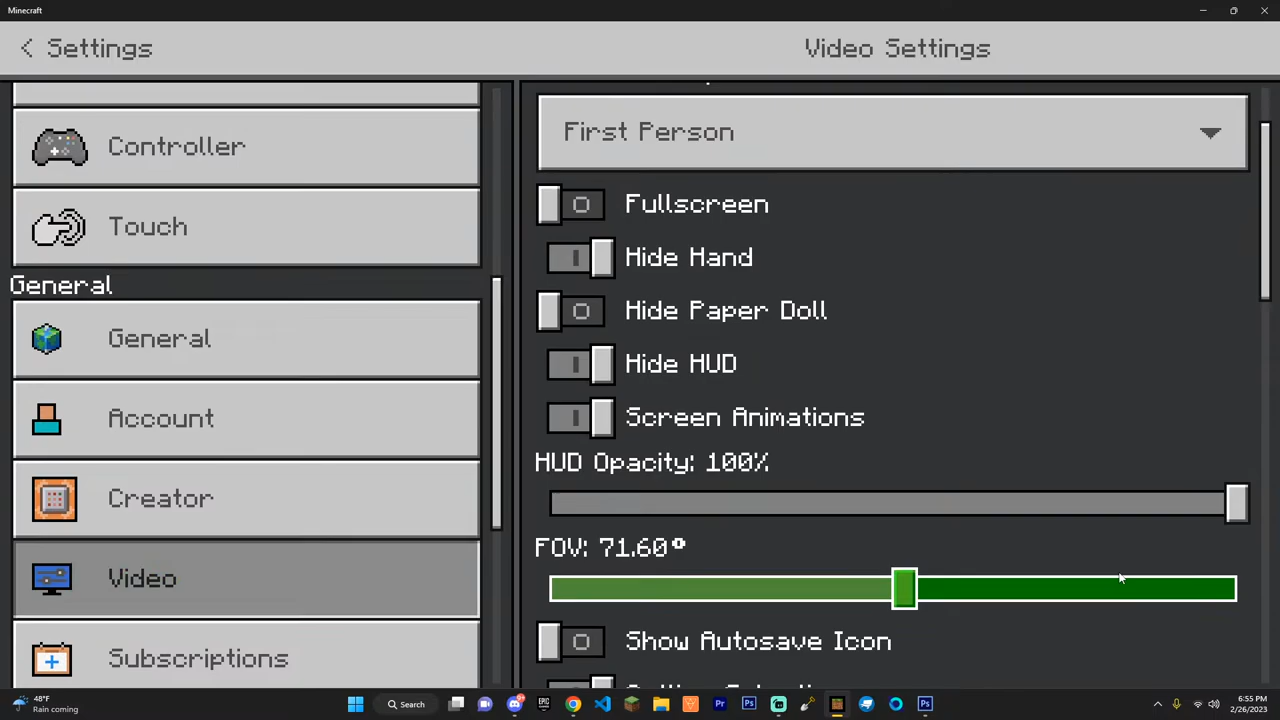 Minecraft
Settings
Video Settings
First Person
Controller
Fullscreen
Touch
Hide Hand
General
Hide Paper Doll
General
Hide HUD
Account
Screen Animations
HUD Opacity: 100%
Creator
FOV: 71.60°
Video
Show Autosave Icon
Subscriptions
48°F
Rain coming
Search
6:55 PM
2/26/2023